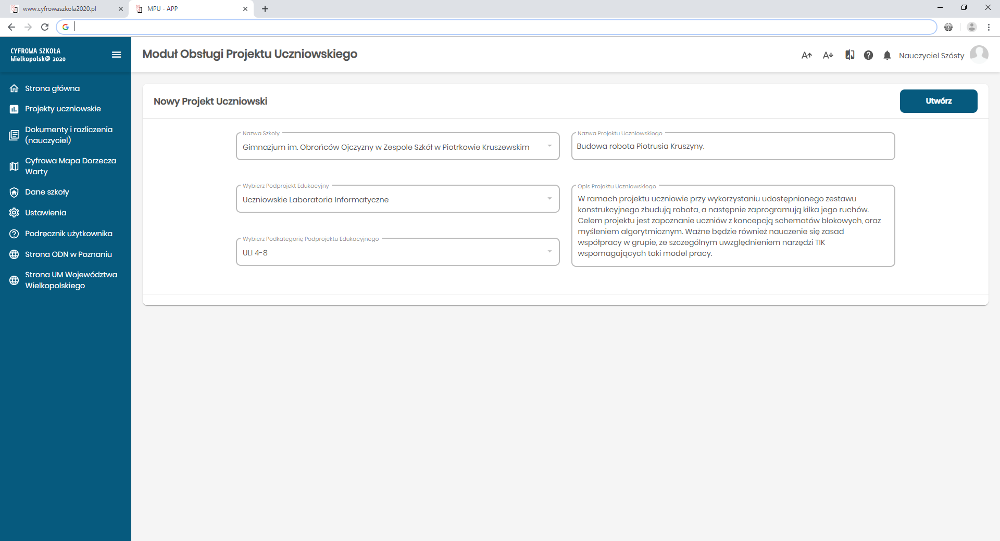 www.cyfrowaszkola2020.pl
MPU - APP
CYFROWA SZKOŁA
Wielkopolsk@ 2020
Moduł Obsługi Projektu Uczniowskiego
Nauczyciel Szósty
Strona główna
Projekty uczniowskie
Dokumenty i rozliczenia
(nauczyciel)
Cyfrowa Mapa Dorzecza
Warty
Dane szkoły
Ustawienia
Podręcznik użytkownika
Strona ODN w Poznaniu
Strona UM Województwa
Wielkopolskiego
Nowy Projekt Uczniowski
Utwórz
Nazwa Szkoły
Gimnazjum im. Obrońców Ojczyzny w Zespole Szkół w Piotrkowie Kruszewskim
Nazwa Projektu Uczniowskiego
Budowa robota Piotrusia Kruszyny.
Wybierz Podprojekt Edukacyjny
Uczniowskie Laboratoria Informatyczne
Wybierz Podkategorię Podprojektu Edukacyjnego
ULI 4-8
Opis Projektu Uczniowskiego
W ramach projektu uczniowie przy wykorzystaniu udostępnionego zestawu
konstrukcyjnego zbudują robota, a następnie zaprogramują kilka jego ruchów.
Celem projektu jest zapoznanie uczniów z koncepcją schematów blokowych, oraz
myśleniem algorytmicznym. Ważne będzie również nauczenie się zasad
współpracy w grupie, ze szczególnym uwzględnieniem narzędzi TIK
wspomagających taki model pracy.